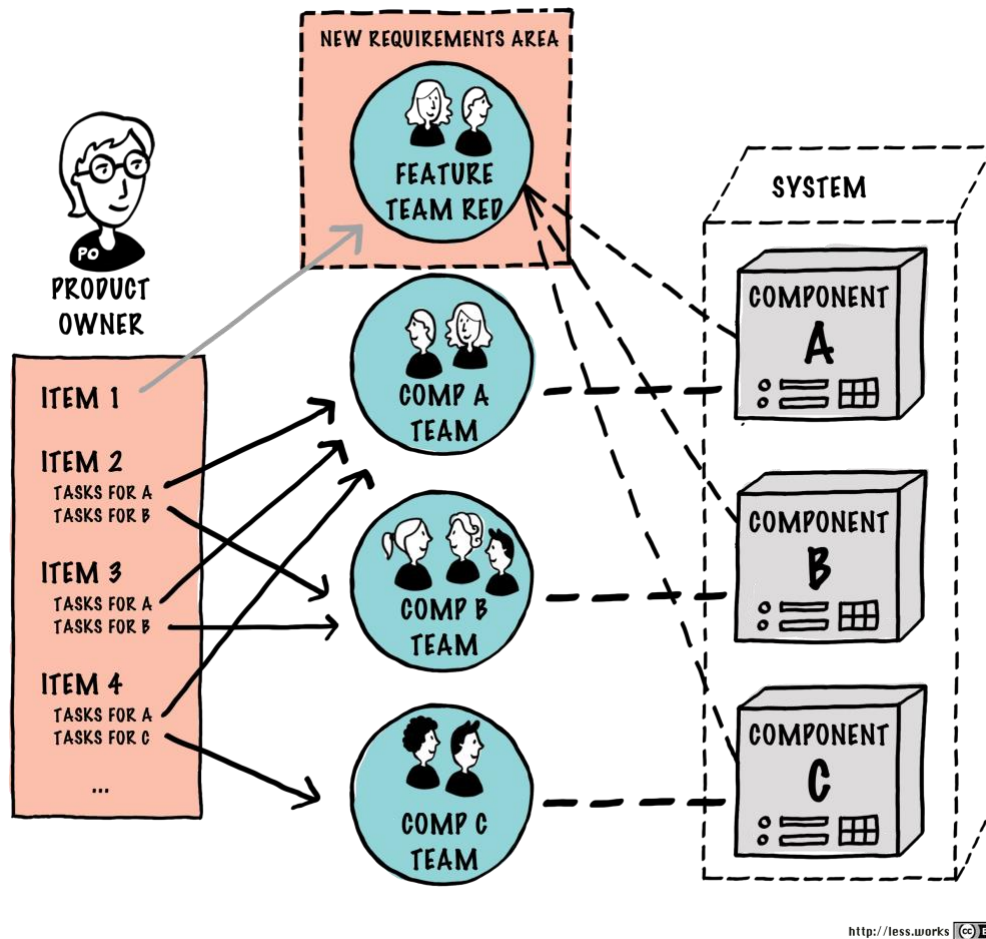 NEW REQUIREMENTS AREA
FEATURE
TEAM RED
SYSTEM
PO
PRODUCT
OWNER
ITEM 1
ITEM 2
TASKS FOR A
TASKS FOR B
ITEM 3
TASKS FOR A
TASKS FOR B
ITEM 4
TASKS FOR A
TASKS FOR C
...
COMP A
TEAM
COMP B
TEAM
COMP C
TEAM
COMPONENT
A
COMPONENT
B
COMPONENT
C
http://less.works
cc